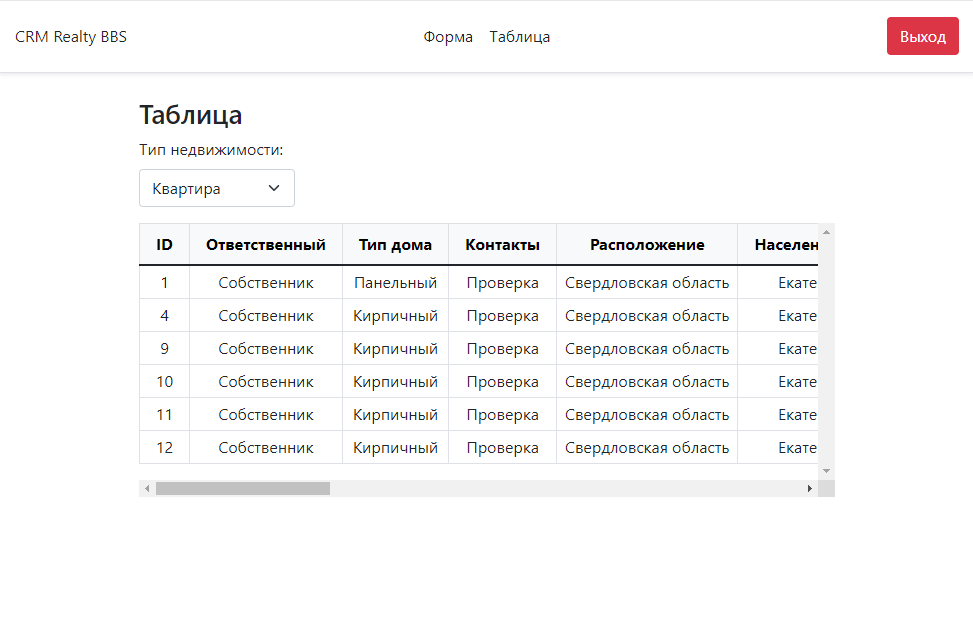 CRM Realty BBS Форма Таблица Выход
Таблица
Тип недвижимости:
Квартира
ID Ответственный Тип дома Контакты Расположение Населен
1 Собственник Панельный Проверка Свердловская область Екате
4 Собственник Кирпичный Проверка Свердловская область Екате
9 Собственник Кирпичный Проверка Свердловская область Екате
10 Собственник Кирпичный Проверка Свердловская область Екате
11 Собственник Кирпичный Проверка Свердловская область Екате
12 Собственник Кирпичный Проверка Свердловская область Екате